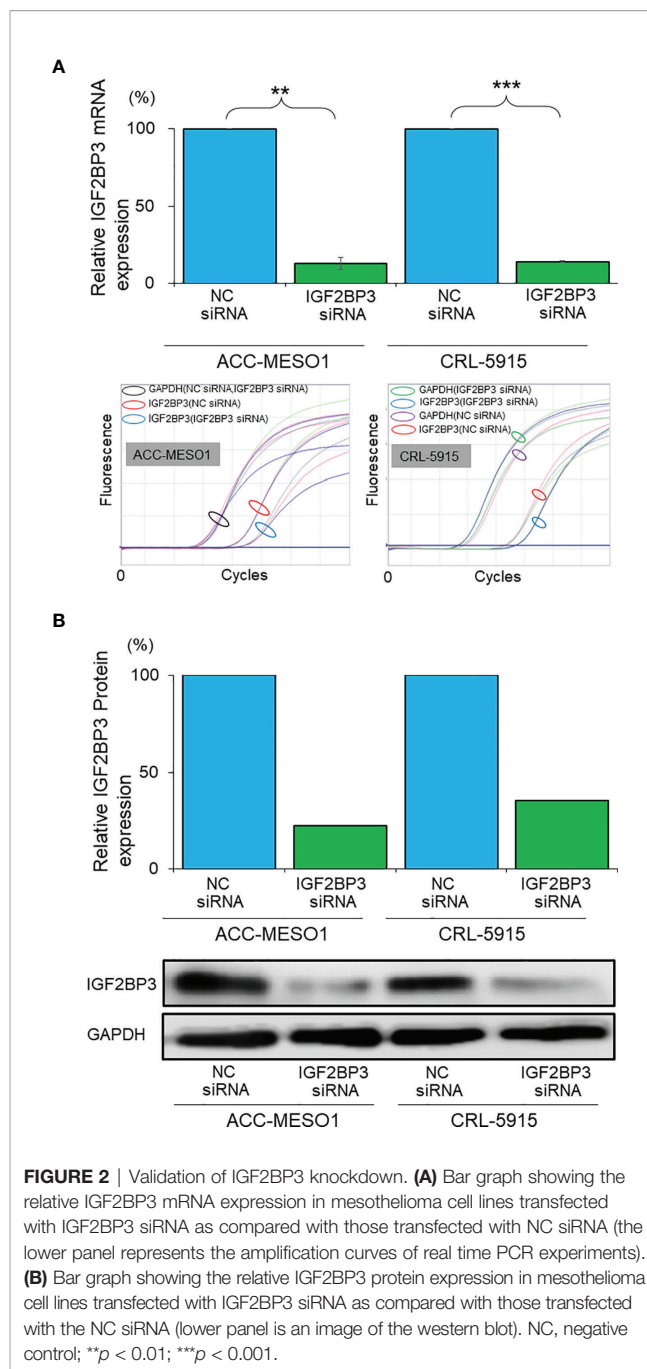 A
(%)
** ***
Relative IGF2BP3 mRNA
expression
100
50
0
NC
siRNA
IGF2BP3
siRNA
NC
siRNA
IGF2BP3
siRNA
ACC-MESO1
CRL-5915
GAPDH(NC siRNA,IGF2BP3 siRNA)
IGF2BP3(NC siRNA)
IGF2BP3(IGF2BP3 siRNA)
ACC-MESO1
Fluorescence
0
Cycles
GAPDH(IGF2BP3 siRNA)
IGF2BP3(IGF2BP3 siRNA)
GAPDH(NC siRNA)
IGF2BP3(NC siRNA)
CRL-5915
Fluorescence
0
Cycles
B
(%)
Relative IGF2BP3 Protein
expression
100
50
0
NC
siRNA
IGF2BP3
siRNA
NC
siRNA
IGF2BP3
siRNA
ACC-MESO1
CRL-5915
IGF2BP3
GAPDH
NC
siRNA
IGF2BP3
siRNA
NC
siRNA
IGF2BP3
siRNA
ACC-MESO1
CRL-5915
FIGURE 2 | Validation of IGF2BP3 knockdown. (A) Bar graph showing the
relative IGF2BP3 mRNA expression in mesothelioma cell lines transfected
with IGF2BP3 siRNA as compared with those transfected with NC siRNA (the
lower panel represents the amplification curves of real time PCR experiments).
(B) Bar graph showing the relative IGF2BP3 protein expression in mesothelioma
cell lines transfected with IGF2BP3 siRNA as compared with those transfected
with the NC siRNA (lower panel is an image of the western blot). NC, negative
control; **p < 0.01; ***p < 0.001.